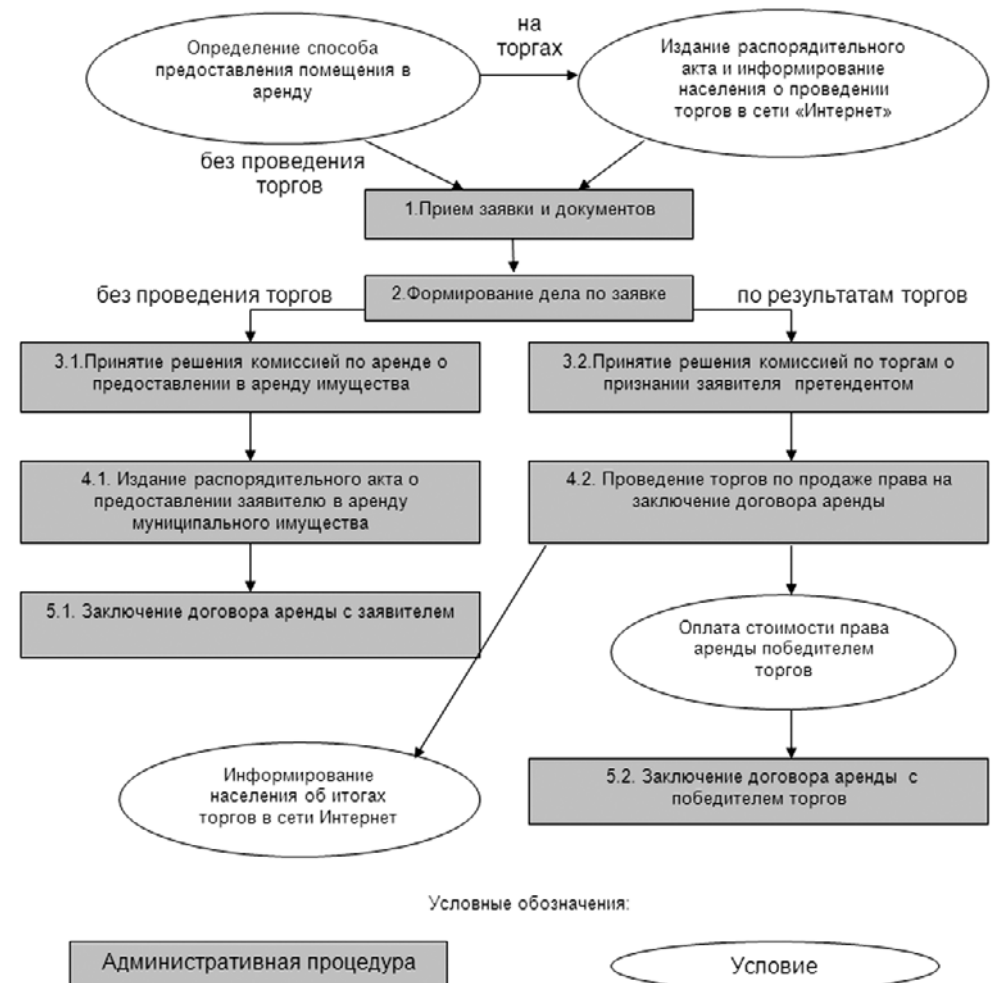 Определение способа
предоставления помещения в
аренду
на
торгах
Издание распорядительного
акта и информирование
населения о проведении
торгов в сети «Интернет»
без проведения
торгов
1.Прием заявки и документов
2.Формирование дела по заявке
без проведения торгов
по результатам торгов
3.1.Принятие решения комиссией по аренде о
предоставлении в аренду имущества
3.2.Принятие решения комиссией по торгам о
признании заявителя претендентом
4.1. Издание распорядительного акта о
предоставлении заявителю в аренду
муниципального имущества
4.2. Проведение торгов по продаже права на
заключение договора аренды
5.1. Заключение договора аренды с заявителем
Оплата стоимости права
аренды победителем
торгов
Информирование
населения об итогах
торгов в сети Интернет
5.2. Заключение договора аренды с
победителем торгов
Условные обозначения:
Административная процедура
Условие